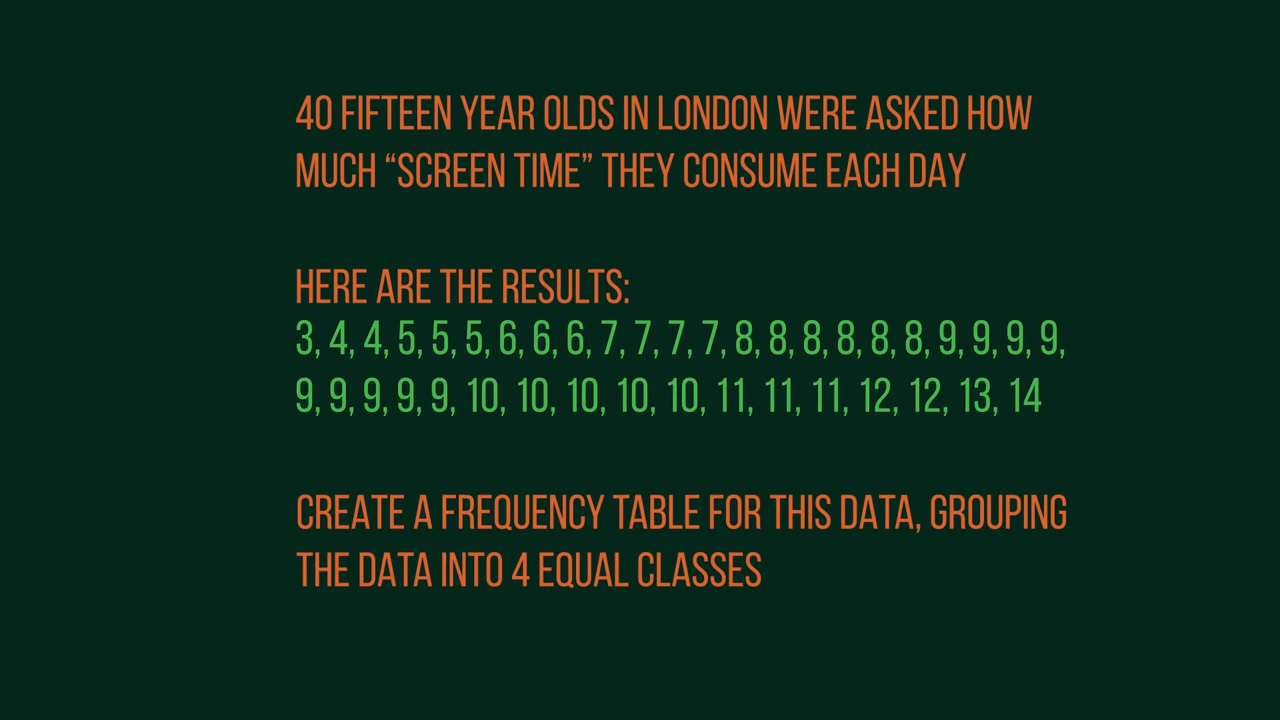 40 FIFTEEN YEAR OLDS IN LONDON WERE ASKED HOW
MUCH “SCREEN TIME” THEY CONSUME EACH DAY
HERE ARE THE RESULTS:
3, 4, 4, 5, 5, 5, 6, 6, 6, 7, 7, 7, 7, 8, 8, 8, 8, 8, 8, 9, 9, 9, 9,
9, 9, 9, 9, 9, 10, 10, 10, 10, 10, 11, 11, 11, 12, 12, 13, 14
CREATE A FREQUENCY TABLE FOR THIS DATA, GROUPING
THE DATA INTO 4 EQUAL CLASSES